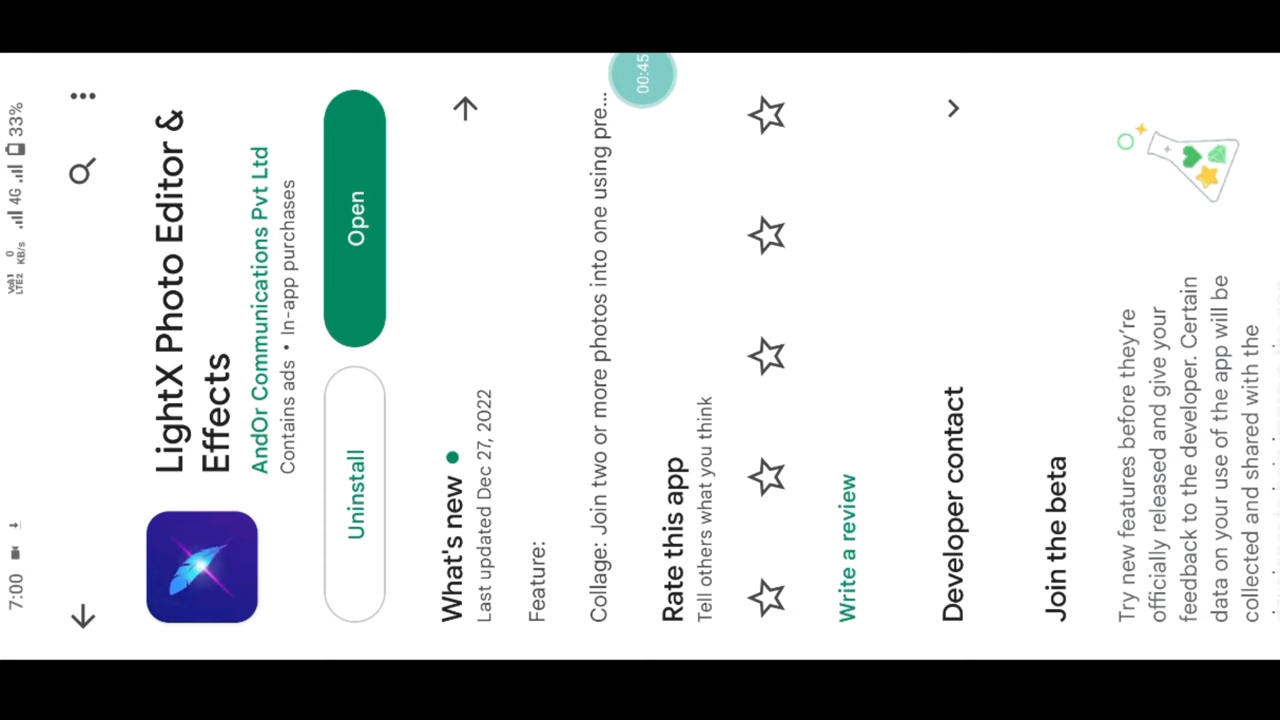 7:00
VoLTE2 0 KB/s 4G 33%
LightX Photo Editor &
Effects
AndOr Communications Pvt Ltd
Contains ads • In-app purchases
Uninstall
Open
What's new
Last updated Dec 27, 2022
Feature:
Collage: Join two or more photos into one using pre...
00:45
Rate this app
Tell others what you think
Write a review
Developer contact
Join the beta
Try new features before they're
officially released and give your
feedback to the developer. Certain
data on your use of the app will be
collected and shared with the